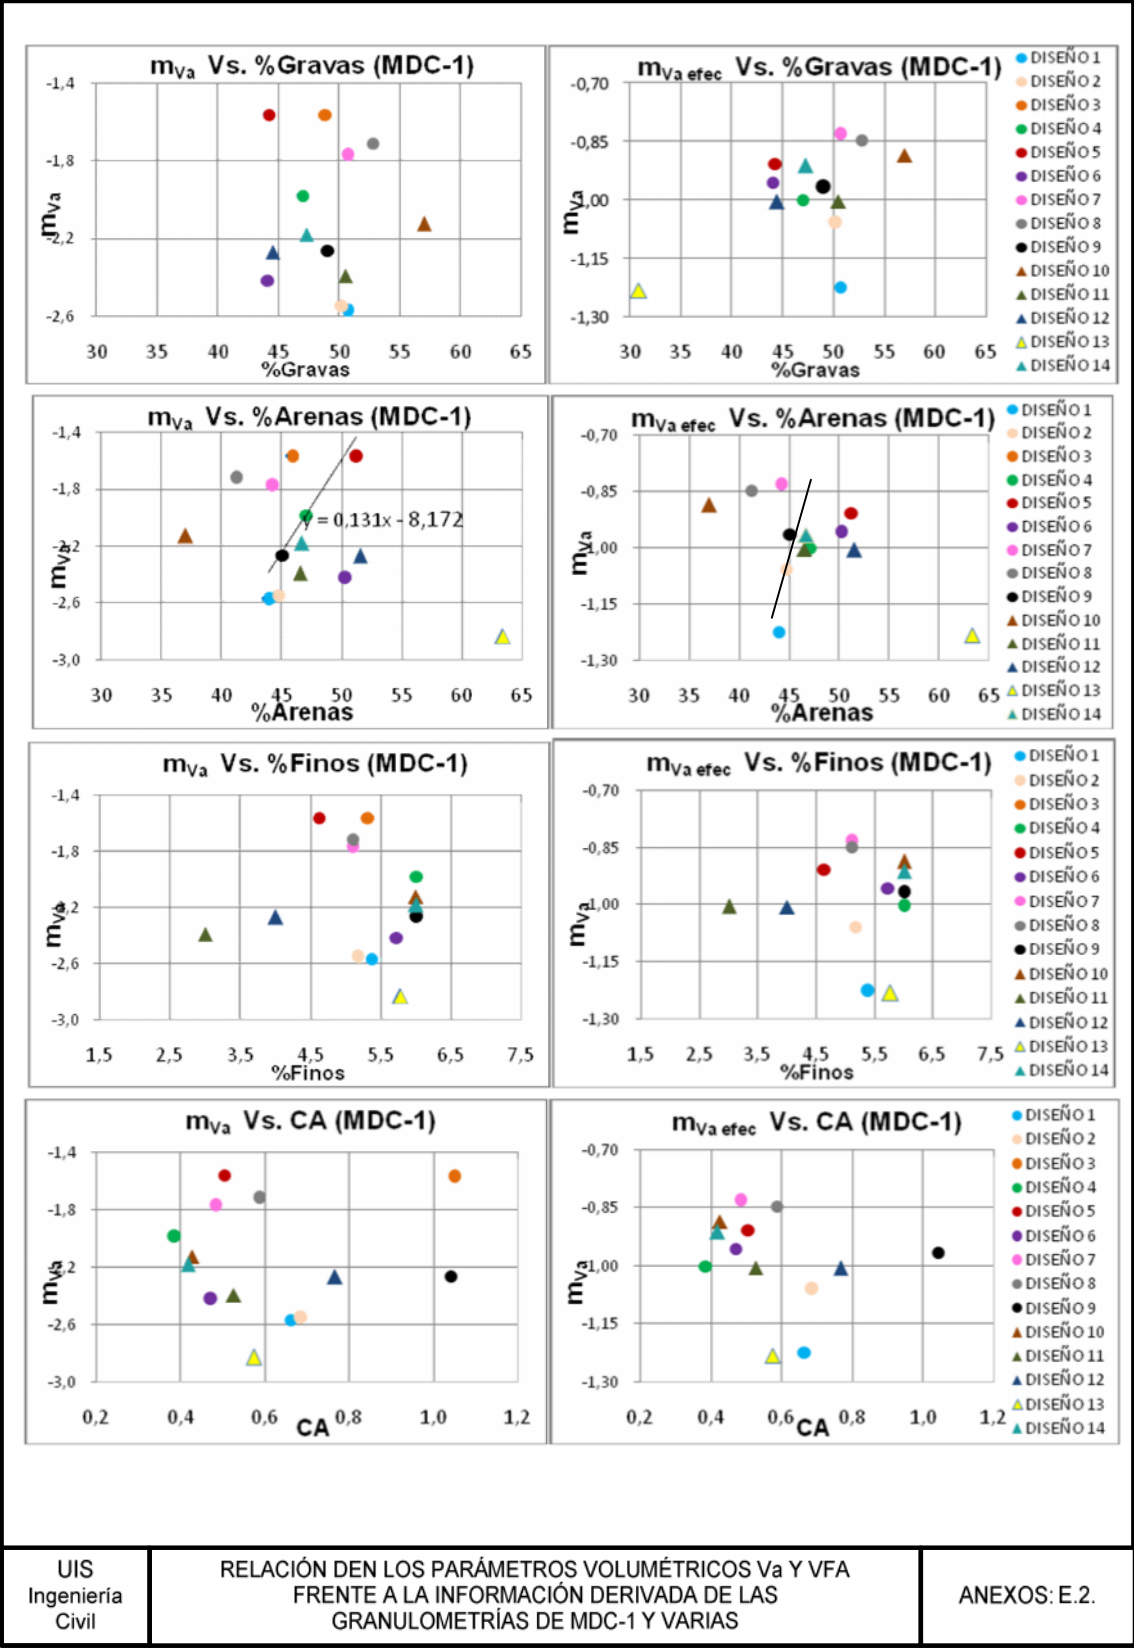 mVa Vs. %Gravas (MDC-1)
-1,4
-1,8
-2,2
-2,6
mVa
30 35 40 45 50 55 60 65
%Gravas
mVa efec Vs. %Gravas (MDC-1)
-0,70
-0,85
-1,00
-1,15
-1,30
mVa
30 35 40 45 50 55 60 65
%Gravas
DISEÑO 1
DISEÑO 2
DISEÑO 3
DISEÑO 4
DISEÑO 5
DISEÑO 6
DISEÑO 7
DISEÑO 8
DISEÑO 9
DISEÑO 10
DISEÑO 11
DISEÑO 12
DISEÑO 13
DISEÑO 14
mVa Vs. %Arenas (MDC-1)
-1,4
-1,8
-2,2
-2,6
-3,0
mVa
y = 0,131x - 8,172
30 35 40 45 50 55 60 65
%Arenas
mVa efec Vs. %Arenas (MDC-1)
-0,70
-0,85
-1,00
-1,15
-1,30
mVa
30 35 40 45 50 55 60 65
%Arenas
DISEÑO 1
DISEÑO 2
DISEÑO 3
DISEÑO 4
DISEÑO 5
DISEÑO 6
DISEÑO 7
DISEÑO 8
DISEÑO 9
DISEÑO 10
DISEÑO 11
DISEÑO 12
DISEÑO 13
DISEÑO 14
mVa Vs. %Finos (MDC-1)
-1,4
-1,8
-2,2
-2,6
-3,0
mVa
1,5 2,5 3,5 4,5 5,5 6,5 7,5
%Finos
mVa efec Vs. %Finos (MDC-1)
-0,70
-0,85
-1,00
-1,15
-1,30
mVa
1,5 2,5 3,5 4,5 5,5 6,5 7,5
%Finos
DISEÑO 1
DISEÑO 2
DISEÑO 3
DISEÑO 4
DISEÑO 5
DISEÑO 6
DISEÑO 7
DISEÑO 8
DISEÑO 9
DISEÑO 10
DISEÑO 11
DISEÑO 12
DISEÑO 13
DISEÑO 14
mVa Vs. CA (MDC-1)
-1,4
-1,8
-2,2
-2,6
-3,0
mVa
0,2 0,4 0,6 0,8 1,0 1,2
CA
mVa efec Vs. CA (MDC-1)
-0,70
-0,85
-1,00
-1,15
-1,30
mVa
0,2 0,4 0,6 0,8 1,0 1,2
CA
DISEÑO 1
DISEÑO 2
DISEÑO 3
DISEÑO 4
DISEÑO 5
DISEÑO 6
DISEÑO 7
DISEÑO 8
DISEÑO 9
DISEÑO 10
DISEÑO 11
DISEÑO 12
DISEÑO 13
DISEÑO 14
UIS
Ingeniería
Civil
RELACIÓN DEN LOS PARÁMETROS VOLUMÉTRICOS Va Y VFA
FRENTE A LA INFORMACIÓN DERIVADA DE LAS
GRANULOMETRÍAS DE MDC-1 Y VARIAS
ANEXOS: E.2.